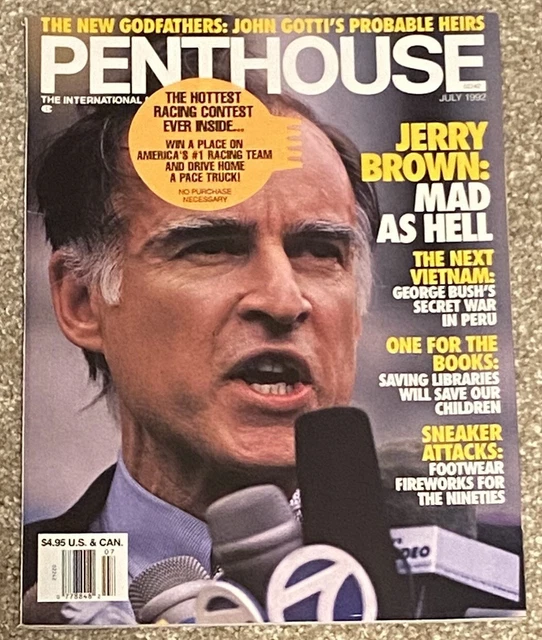 THE NEW GODFATHERS: JOHN GOTTI'S PROBABLE HEIRS
PENTHOUSE
THE INTERNATIONAL
JULY 1992
THE HOTTEST
RACING CONTEST
EVER INSIDE...
WIN A PLACE ON
AMERICA'S #1 RACING TEAM
AND DRIVE HOME
A PACE TRUCK!
NO PURCHASE
NECESSARY
JERRY
BROWN:
MAD
AS HELL
THE NEXT
VIETNAM:
GEORGE BUSH'S
SECRET WAR
IN PERU
ONE FOR THE
BOOKS:
SAVING LIBRARIES
WILL SAVE OUR
CHILDREN
SNEAKER
ATTACKS:
FOOTWEAR
FIREWORKS FOR
THE NINETIES
$4.95 U.S. & CAN.
07
7